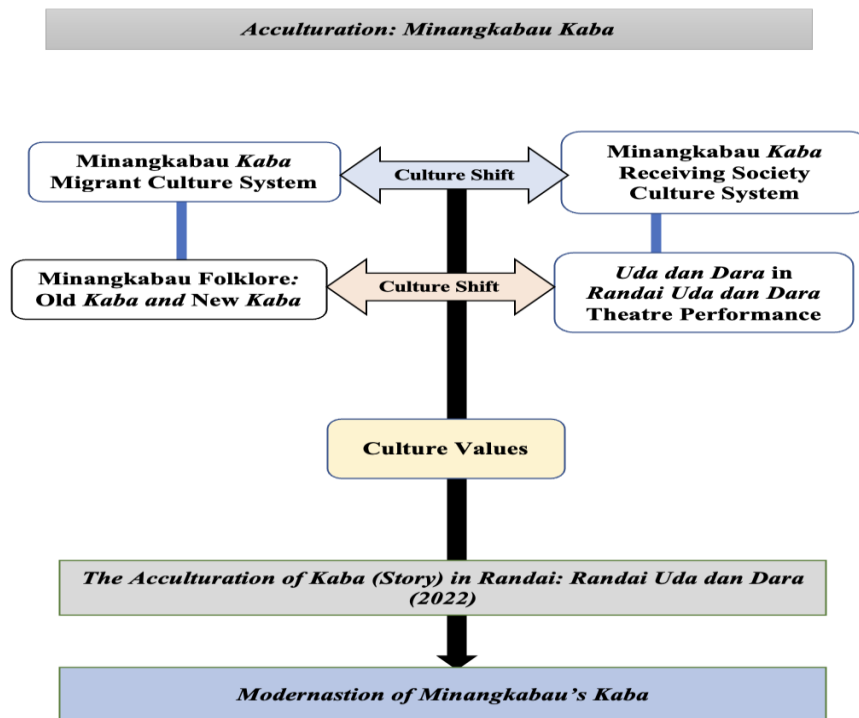 Acculturation: Minangkabau Kaba
Minangkabau Kaba
Migrant Culture System
Culture Shift
Minangkabau Kaba
Receiving Society
Culture System
Minangkabau Folklore:
Old Kaba and New Kaba
Culture Shift
Uda dan Dara in
Randai Uda dan Dara
Theatre Performance
Culture Values
The Acculturation of Kaba (Story) in Randai: Randai Uda dan Dara
(2022)
Modernastion of Minangkabau's Kaba